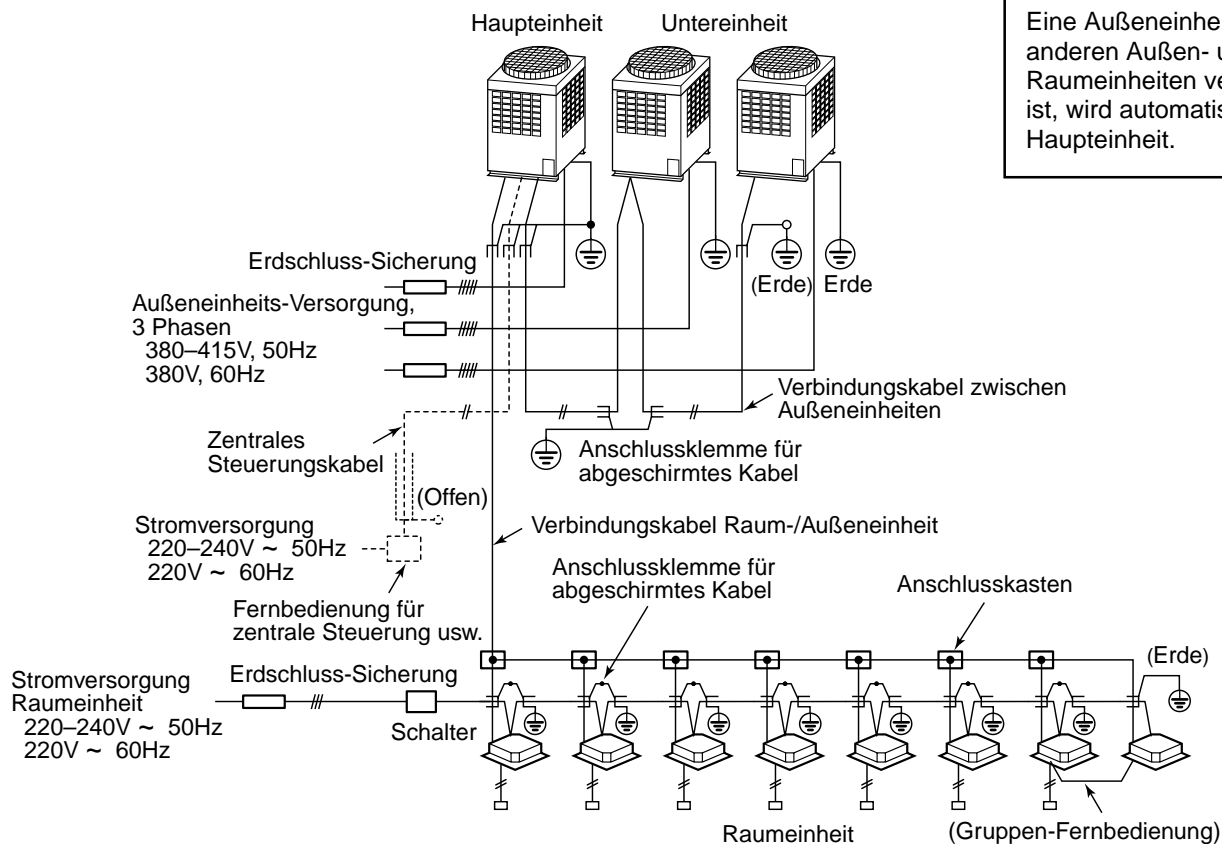 Haupteinheit
Untereinheit
Eine Außeneinhe
anderen Außen- u
Raumeinheiten ve
ist, wird automatis
Haupteinheit.
Erdschluss-Sicherung
(Erde)
Erde
Außeneinheits-Versorgung,
3 Phasen
380–415V, 50Hz
380V, 60Hz
Verbindungskabel zwischen
Außeneinheiten
Zentrales
Steuerungskabel
Anschlussklemme für
abgeschirmtes Kabel
(Offen)
Stromversorgung
220–240V ~ 50Hz
220V ~ 60Hz
Verbindungskabel Raum-/Außeneinheit
Anschlussklemme für
abgeschirmtes Kabel
Anschlusskasten
Fernbedienung für
zentrale Steuerung usw.
(Erde)
Stromversorgung
Raumeinheit
220–240V ~ 50Hz
220V ~ 60Hz
Erdschluss-Sicherung
Schalter
Raumeinheit
(Gruppen-Fernbedienung)